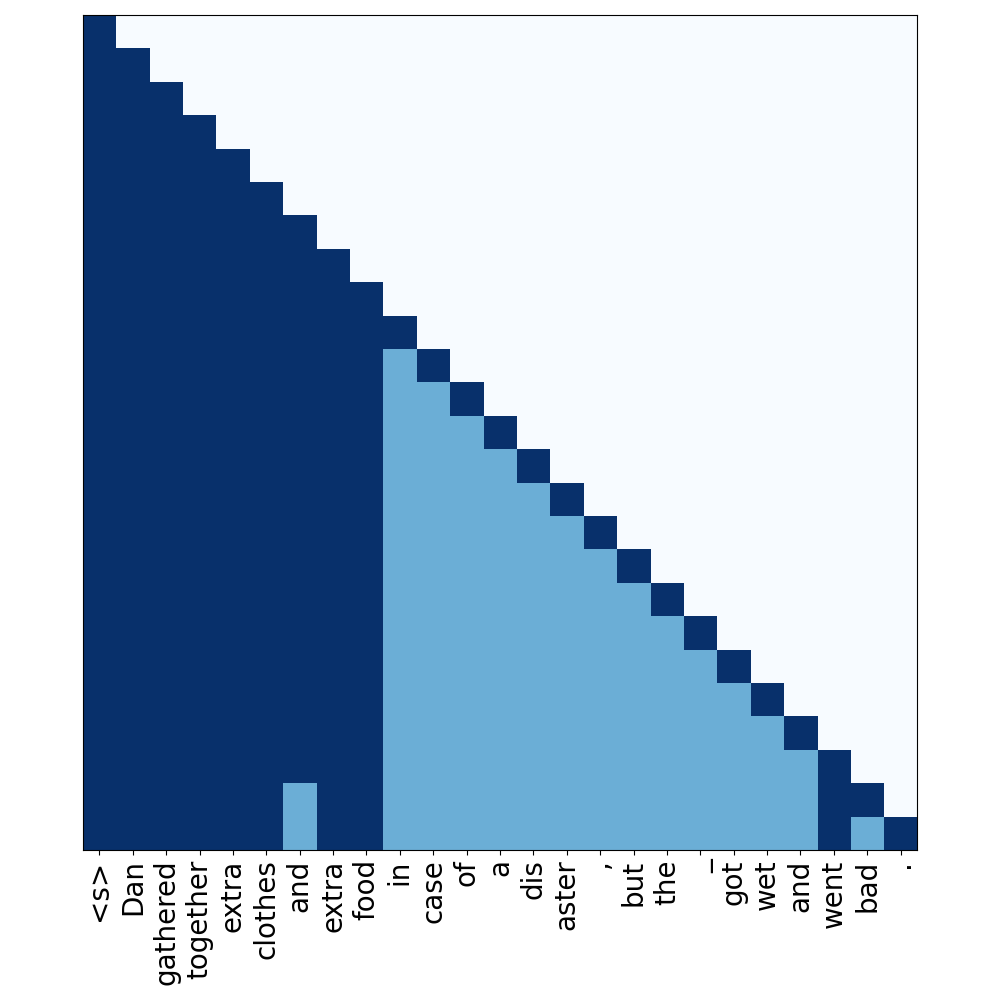 <s>
Dan
gathered
together
extra
clothes
and
extra
food
in
case
of
a
dis
aster
,
but
the
_
got
wet
and
went
bad
.